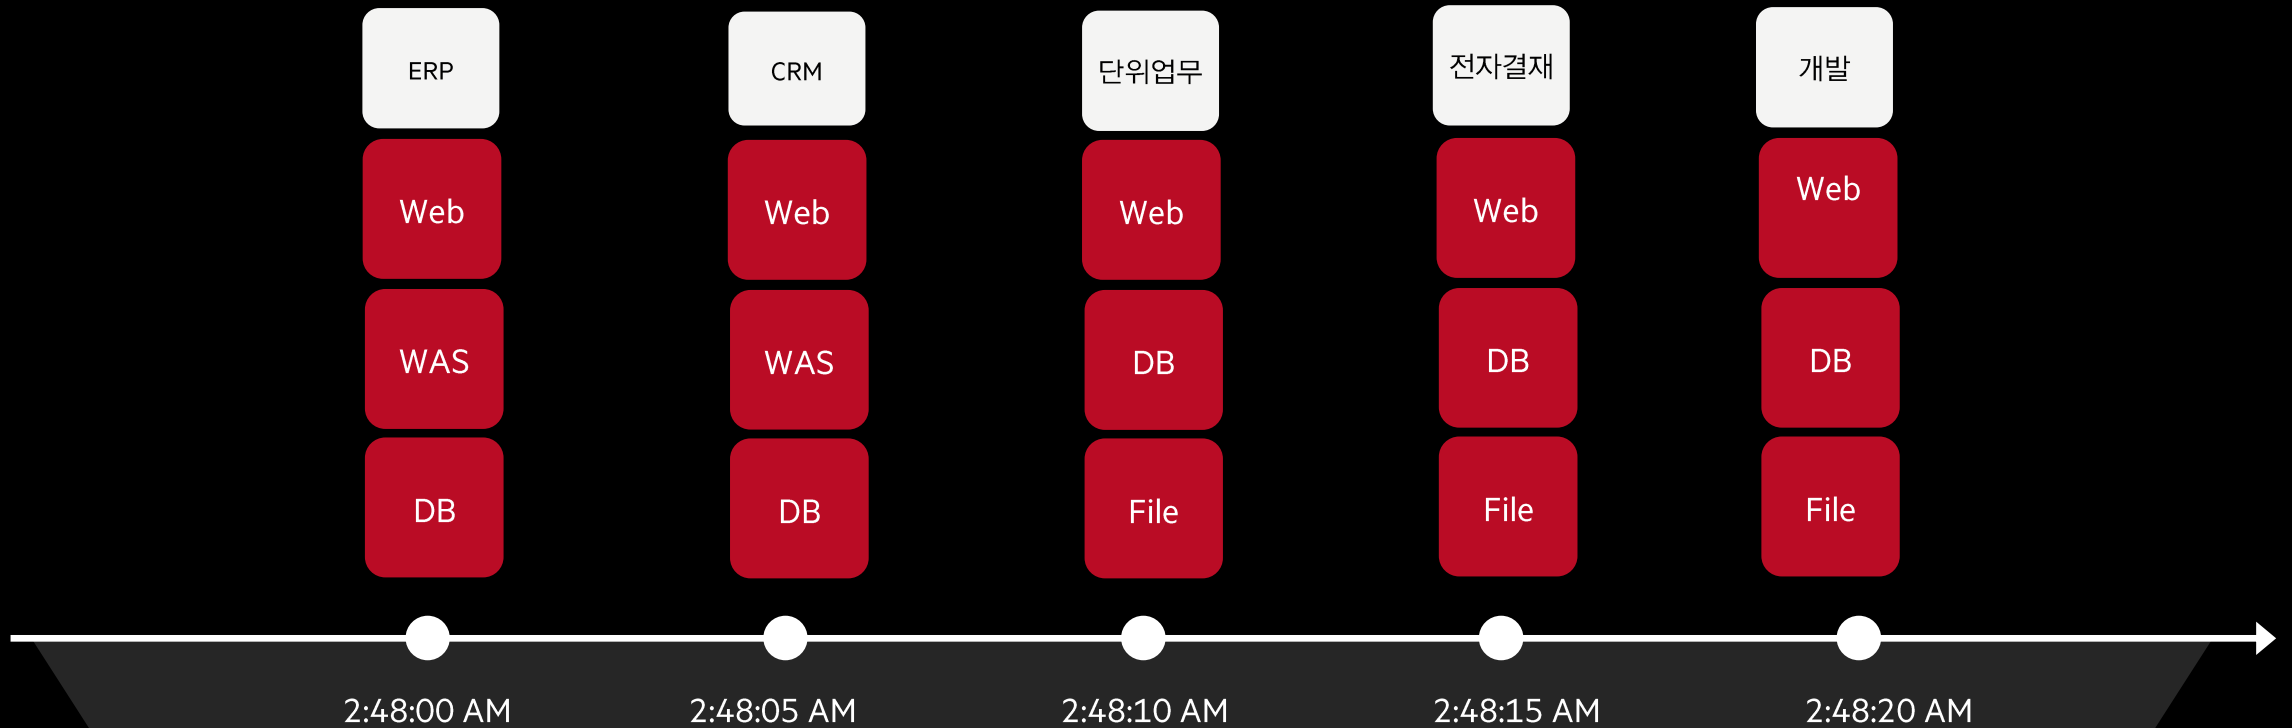 ERP
CRM
단위업무
전자결재
개발
Web
Web
Web
Web
Web
WAS
WAS
DB
DB
DB
DB
DB
File
File
File
2:48:00 AM
2:48:05 AM
2:48:10 AM
2:48:15 AM
2:48:20 AM